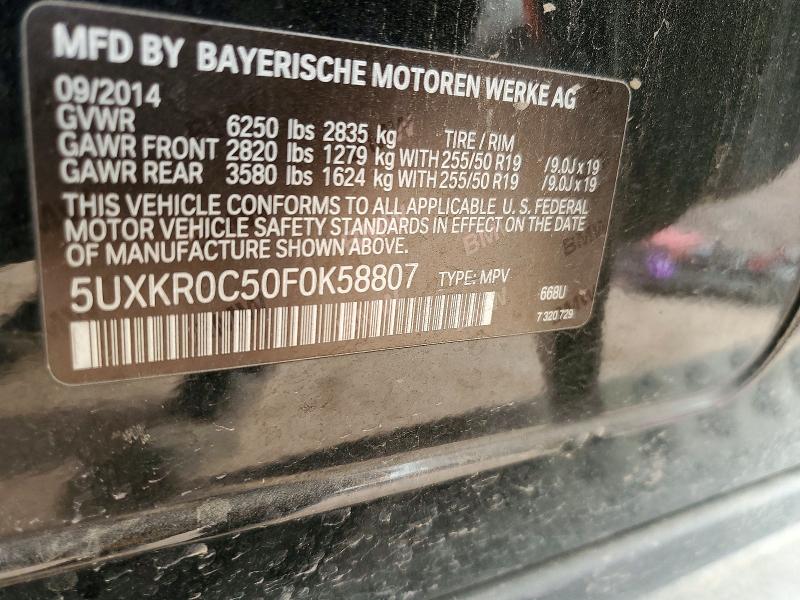 MFD BY BAYERISCHE MOTOREN WERKE AG
09/2014
GVWR 6250 lbs 2835 kg TIRE / RIM
GAWR FRONT 2820 lbs 1279 kg WITH 255/50 R19 /9.0J x 19
GAWR REAR 3580 lbs 1624 kg WITH 255/50 R19 /9.0J x 19
THIS VEHICLE CONFORMS TO ALL APPLICABLE U.S. FEDERAL
MOTOR VEHICLE SAFETY STANDARDS IN EFFECT ON THE DATE
OF MANUFACTURE SHOWN ABOVE.
5UXKR0C50F0K58807 TYPE: MPV 668U
7 320 729